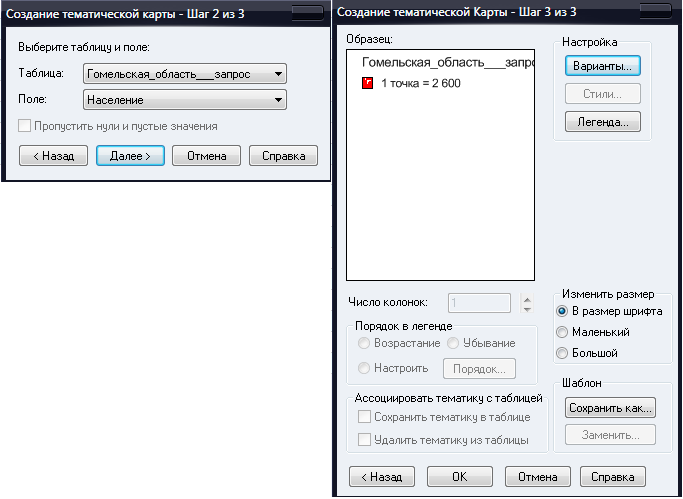 Создание тематической карты - Шаг 2 из 3
Выберите таблицу и поле:
Таблица: Гомельская_область___запрос
Поле: Население
Пропустить нули и пустые значения
< Назад Далее > Отмена Справка
Создание тематической Карты - Шаг 3 из 3
Образец:
Гомельская_область___запро
1 точка = 2 600
Настройка
Варианты...
Стили...
Легенда...
Число колонок: 1
Порядок в легенде
Возрастание Убывание
Настроить Порядок...
Изменить размер
В размер шрифта
Маленький
Большой
Ассоциировать тематику с таблицей
Сохранить тематику в таблице
Удалить тематику из таблицы
Шаблон
Сохранить как...
Заменить...
< Назад OK Отмена Справка